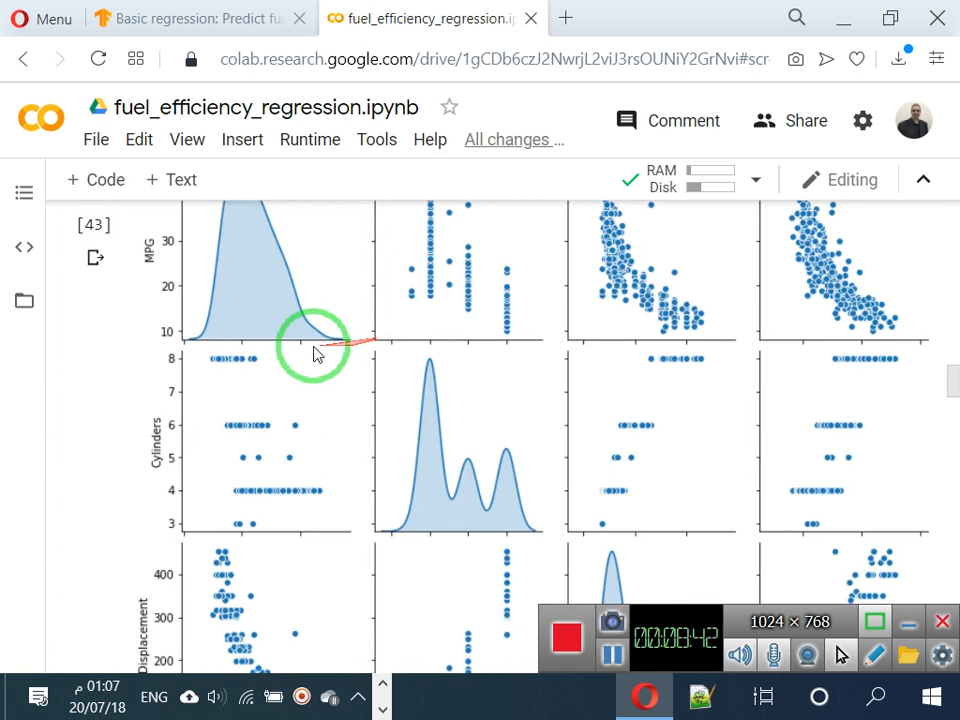 Menu
Basic regression: Predict fu
fuel_efficiency_regression.i
colab.research.google.com/drive/1gCDb6czJ2NwrjL2viJ3rsOUNiY2GrNvi#scr
fuel_efficiency_regression.ipynb
Comment
Share
File Edit View Insert Runtime Tools Help All changes …
+ Code + Text
RAM
Disk
Editing
[43]
MPG
30
20
10
Cylinders
8
7
6
5
4
3
Displacement
400
300
200
1024 × 768
00:08:42
01:07 م
ENG
20/07/18